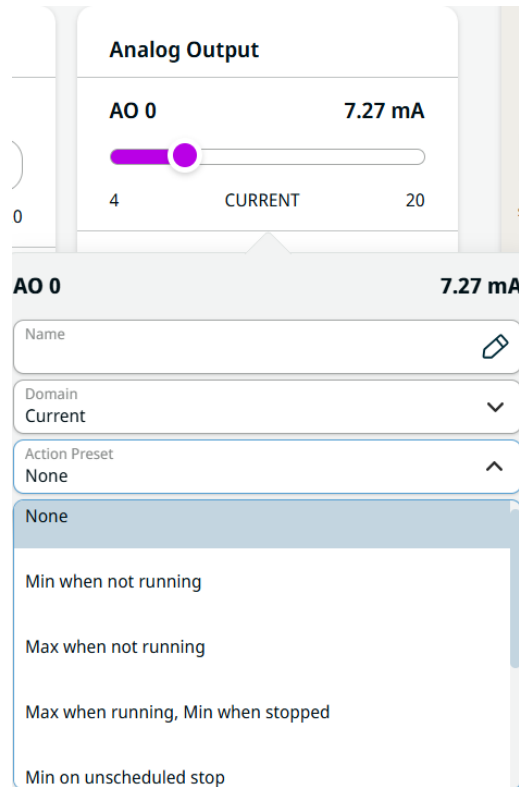 Analog Output
AO 0 7.27 mA
4 CURRENT 20
0
AO 0 7.27 mA
Name
Domain
Current
Action Preset
None
None
Min when not running
Max when not running
Max when running, Min when stopped
Min on unscheduled stop